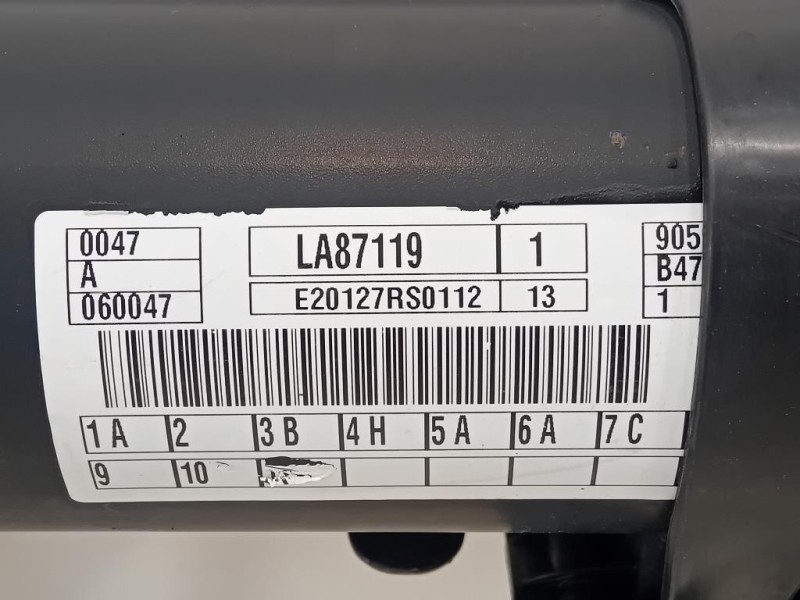 0047 LA87119 1 905
A B47
060047 E20127RS0112 13 1
1 A 2 3 B 4 H 5 A 6 A 7 C
9 10